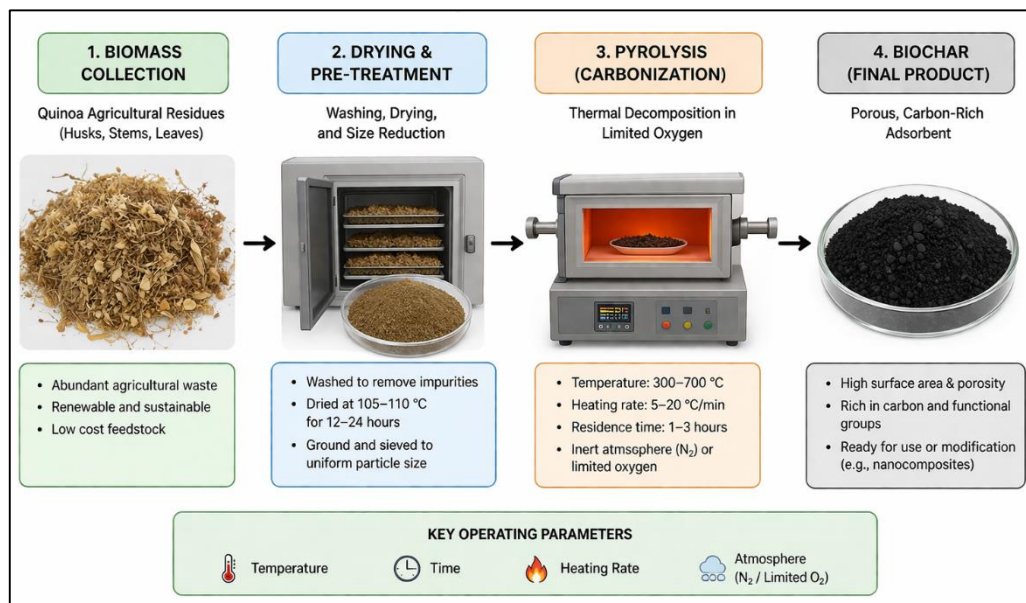 1. BIOMASS
COLLECTION
Quinoa Agricultural Residues
(Husks, Stems, Leaves)
• Abundant agricultural waste
• Renewable and sustainable
• Low cost feedstock
2. DRYING &
PRE-TREATMENT
Washing, Drying,
and Size Reduction
• Washed to remove impurities
• Dried at 105–110 °C
for 12–24 hours
• Ground and sieved to
uniform particle size
3. PYROLYSIS
(CARBONIZATION)
Thermal Decomposition in
Limited Oxygen
• Temperature: 300–700 °C
• Heating rate: 5–20 °C/min
• Residence time: 1–3 hours
• Inert atmosphere (N₂) or
limited oxygen
4. BIOCHAR
(FINAL PRODUCT)
Porous, Carbon-Rich
Adsorbent
• High surface area & porosity
• Rich in carbon and functional
groups
• Ready for use or modification
(e.g., nanocomposites)
KEY OPERATING PARAMETERS
Temperature
Time
Heating Rate
Atmosphere
(N₂ / Limited O₂)